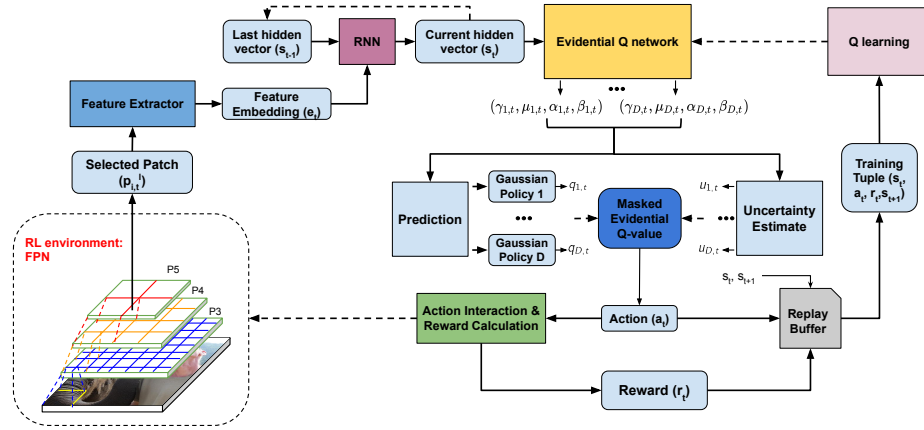 Last hidden
vector (s_{t-1})
RNN
Current hidden
vector (s_t)
Evidential Q network
Q learning
Feature Extractor
Feature
Embedding (e_t)
(γ_{1,t}, μ_{1,t}, α_{1,t}, β_{1,t})
(γ_{D,t}, μ_{D,t}, α_{D,t}, β_{D,t})
Selected Patch
(p_{i,t}^l)
Prediction
Gaussian
Policy 1
q_{1,t}
Gaussian
Policy D
q_{D,t}
Masked
Evidential
Q-value
u_{1,t}
u_{D,t}
Uncertainty
Estimate
Training
Tuple (s_t,
a_t, r_t, s_{t+1})
RL environment:
FPN
P5
P4
P3
Action Interaction &
Reward Calculation
Action (a_t)
s_t, s_{t+1}
Replay
Buffer
Reward (r_t)